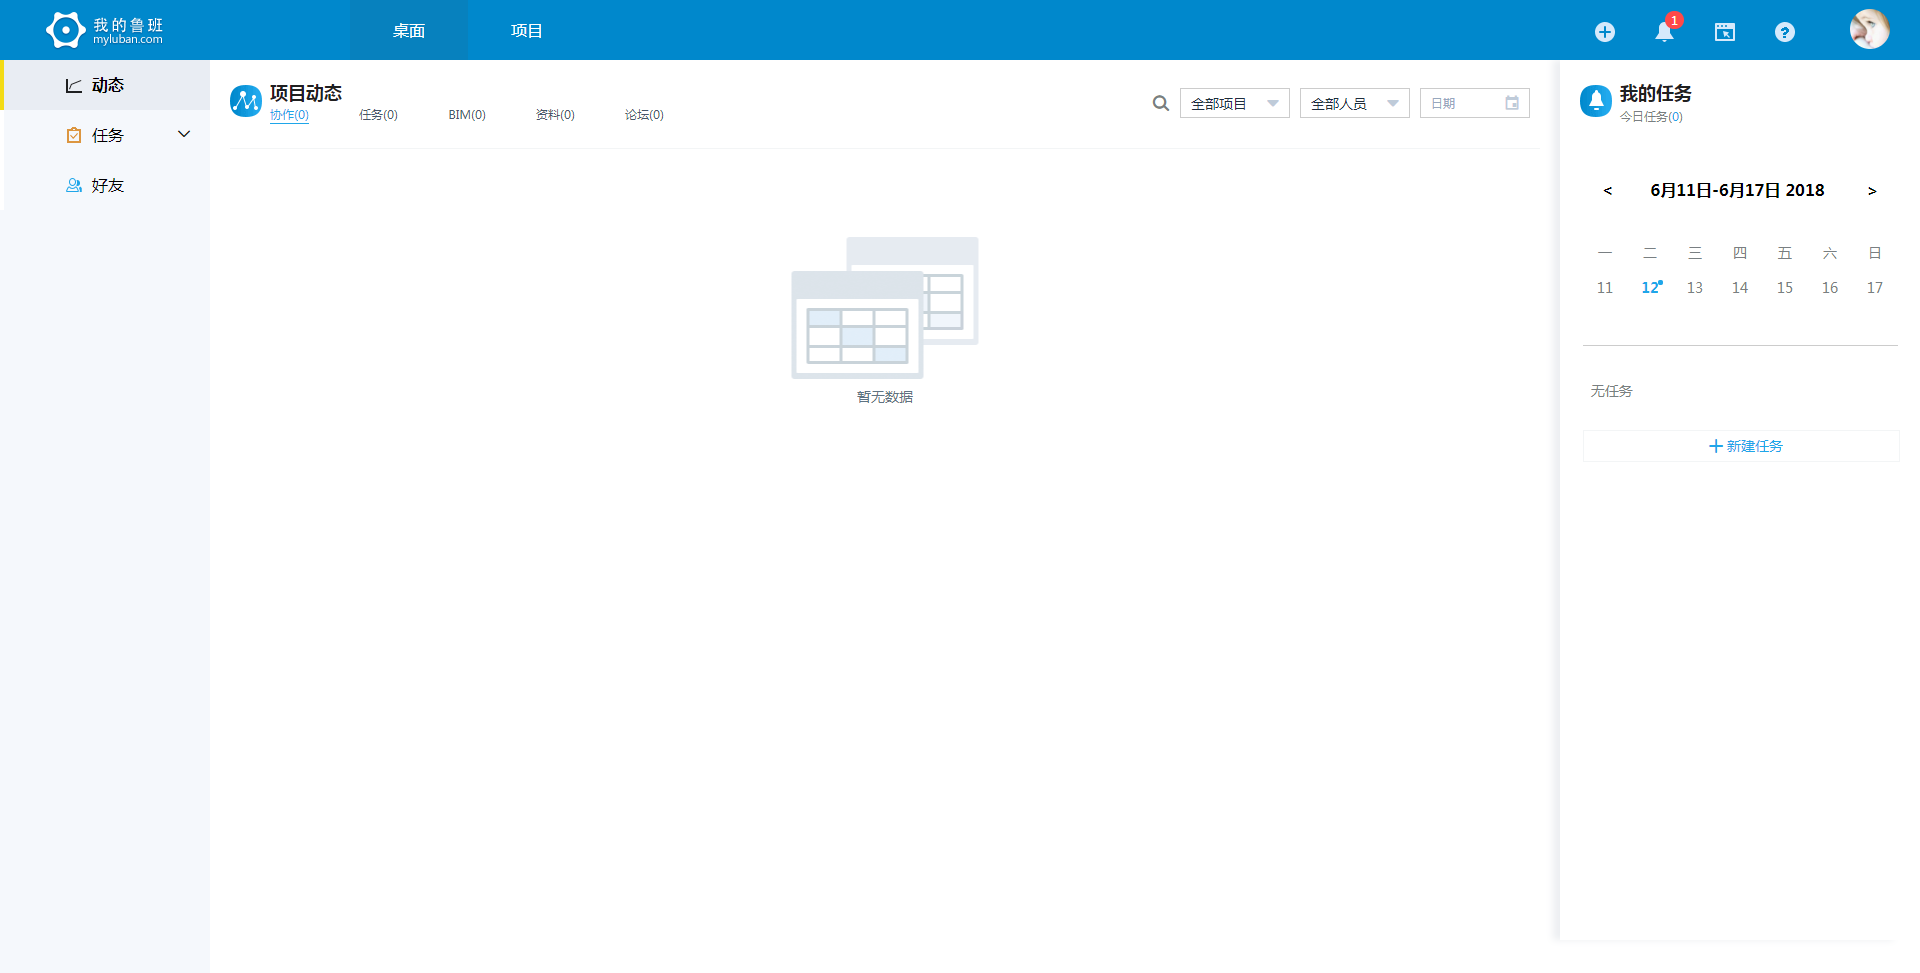 我的鲁班
myluban.com
桌面
项目
1
动态
任务
好友
项目动态
协作(0)
任务(0)
BIM(0)
资料(0)
论坛(0)
全部项目
全部人员
日期
暂无数据
我的任务
今日任务(0)
< 6月11日-6月17日 2018 >
一 二 三 四 五 六 日
11 12 13 14 15 16 17
无任务
新建任务